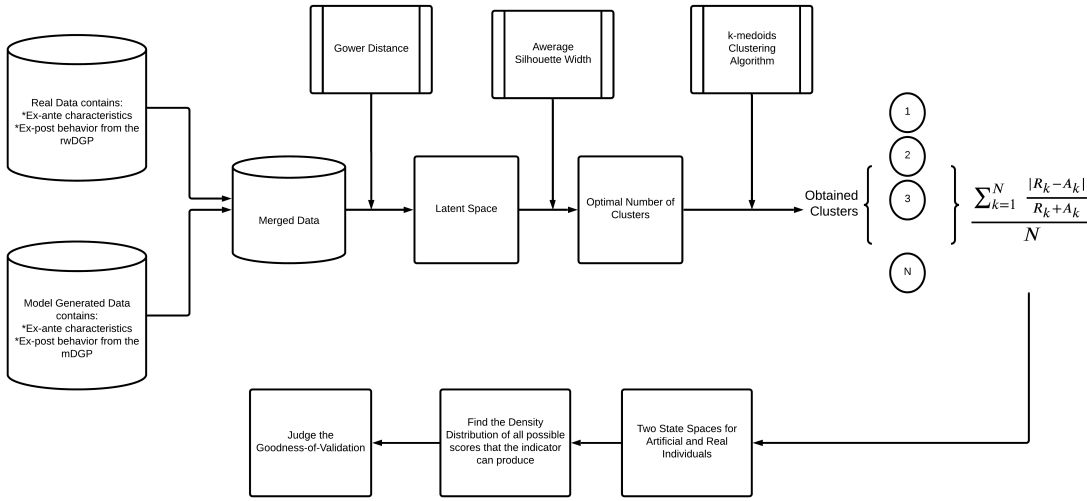 Real Data contains:
*Ex-ante characteristics
*Ex-post behavior from the
rwDGP
Model Generated Data
contains:
*Ex-ante characteristics
*Ex-post behavior from the
mDGP
Merged Data
Gower Distance
Latent Space
Awerage
Silhouette Width
Optimal Number of
Clusters
k-medoids
Clustering
Algorithm
Obtained
Clusters
1
2
3
N
∑_{k=1}^{N} |R_k−A_k|
R_k+A_k
N
Two State Spaces for
Artificial and Real
Individuals
Find the Density
Distribution of all possible
scores that the indicator
can produce
Judge the
Goodness-of-Validation